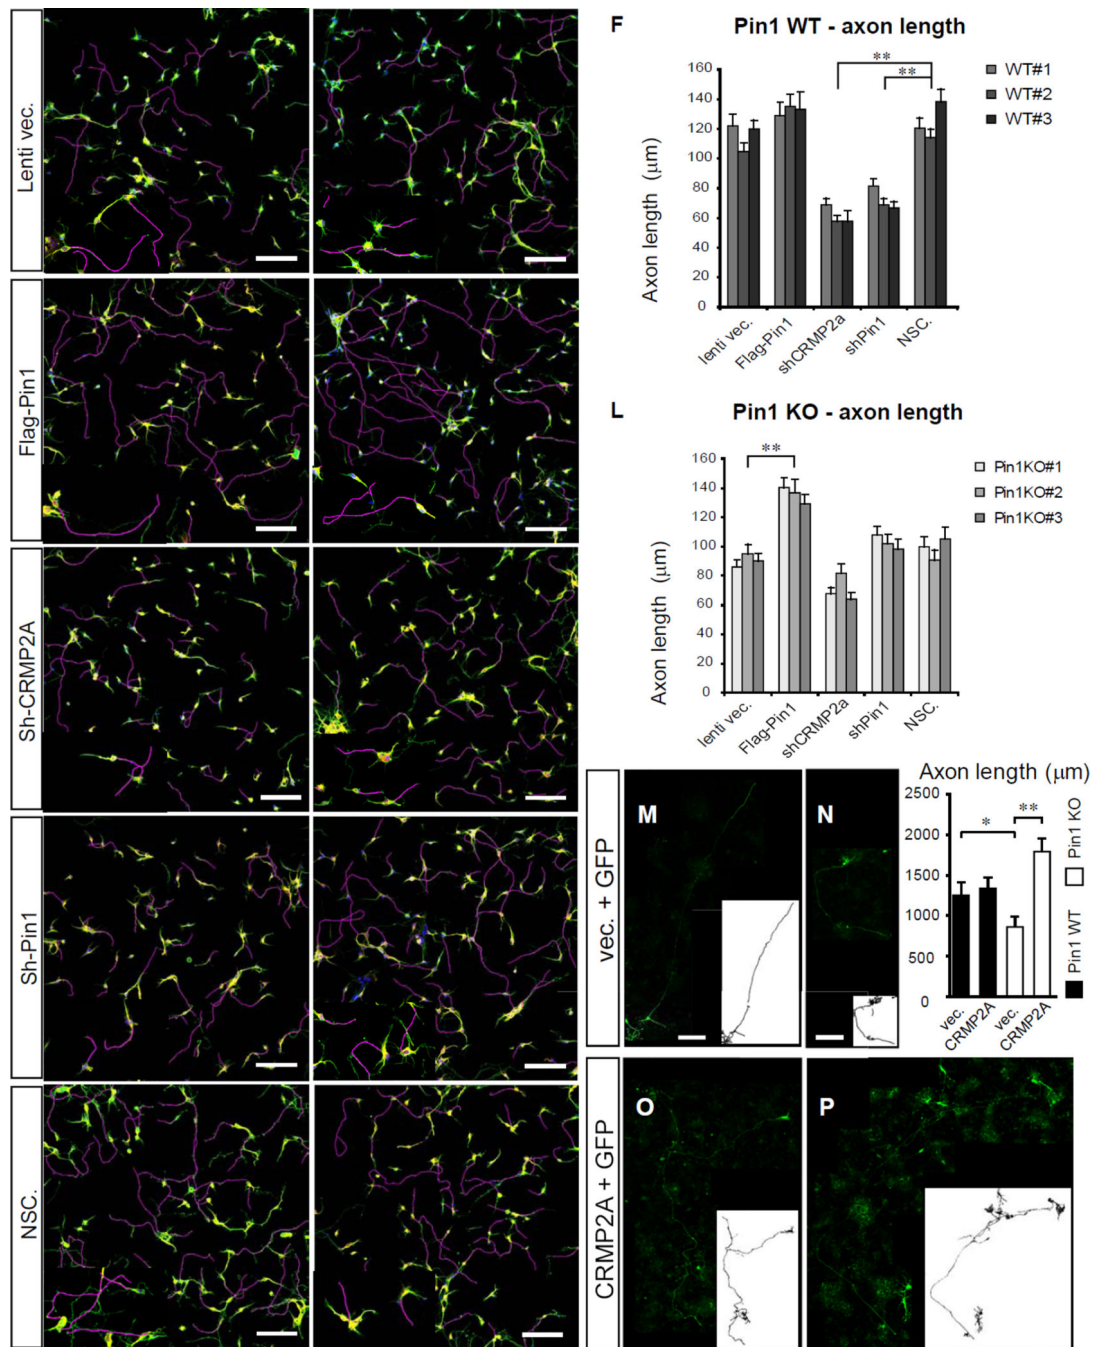 Lenti vec.
Flag-Pin1
Sh-CRMP2A
Sh-Pin1
NSC.
F
Pin1 WT - axon length
Axon length (μm)
160
140
120
100
80
60
40
20
0
** 
**
WT#1
WT#2
WT#3
lenti vec.
Flag-Pin1
shCRMP2a
shPin1
NSC.
L
Pin1 KO - axon length
Axon length (μm)
160
140
120
100
80
60
40
20
0
**
Pin1KO#1
Pin1KO#2
Pin1KO#3
lenti vec.
Flag-Pin1
shCRMP2a
shPin1
NSC.
vec. + GFP
M
N
Axon length (μm)
2500
2000
1500
1000
500
0
*
**
vec.
CRMP2A
vec.
CRMP2A
Pin1 WT
Pin1 KO
CRMP2A + GFP
O
P